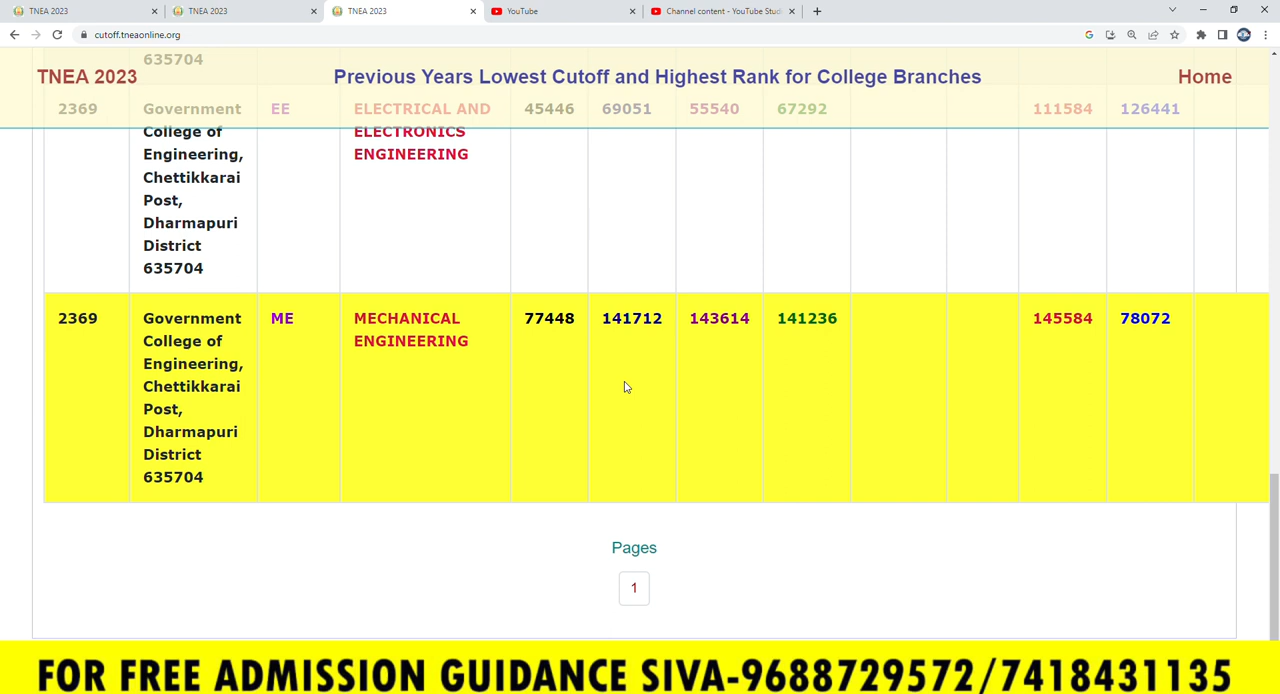 TNEA 2023
TNEA 2023
TNEA 2023
YouTube
Channel content - YouTube Stud
cutoff.tneaonline.org
635704
TNEA 2023 Previous Years Lowest Cutoff and Highest Rank for College Branches Home
2369 Government EE ELECTRICAL AND 45446 69051 55540 67292 111584 126441
College of ELECTRONICS
Engineering, ENGINEERING
Chettikkarai
Post,
Dharmapuri
District
635704
2369 Government ME MECHANICAL 77448 141712 143614 141236 145584 78072
College of ENGINEERING
Engineering,
Chettikkarai
Post,
Dharmapuri
District
635704
Pages
1
FOR FREE ADMISSION GUIDANCE SIVA-9688729572/7418431135